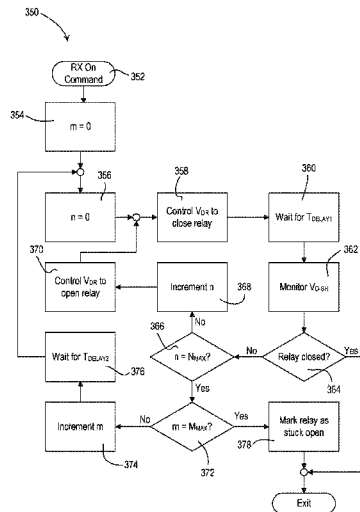 350
RX On
Command
352
354
m = 0
356
n = 0
358
Control VDR to
close relay
360
Wait for TDELAY1
362
Monitor VD-SH
370
Control VDR to
open relay
Increment n
368
366
n = NMAX?
No
Yes
No
Relay closed?
Yes
364
Wait for TDELAY2
376
Increment m
374
No
m = MMAX?
372
Yes
Mark relay as
stuck open
378
Exit